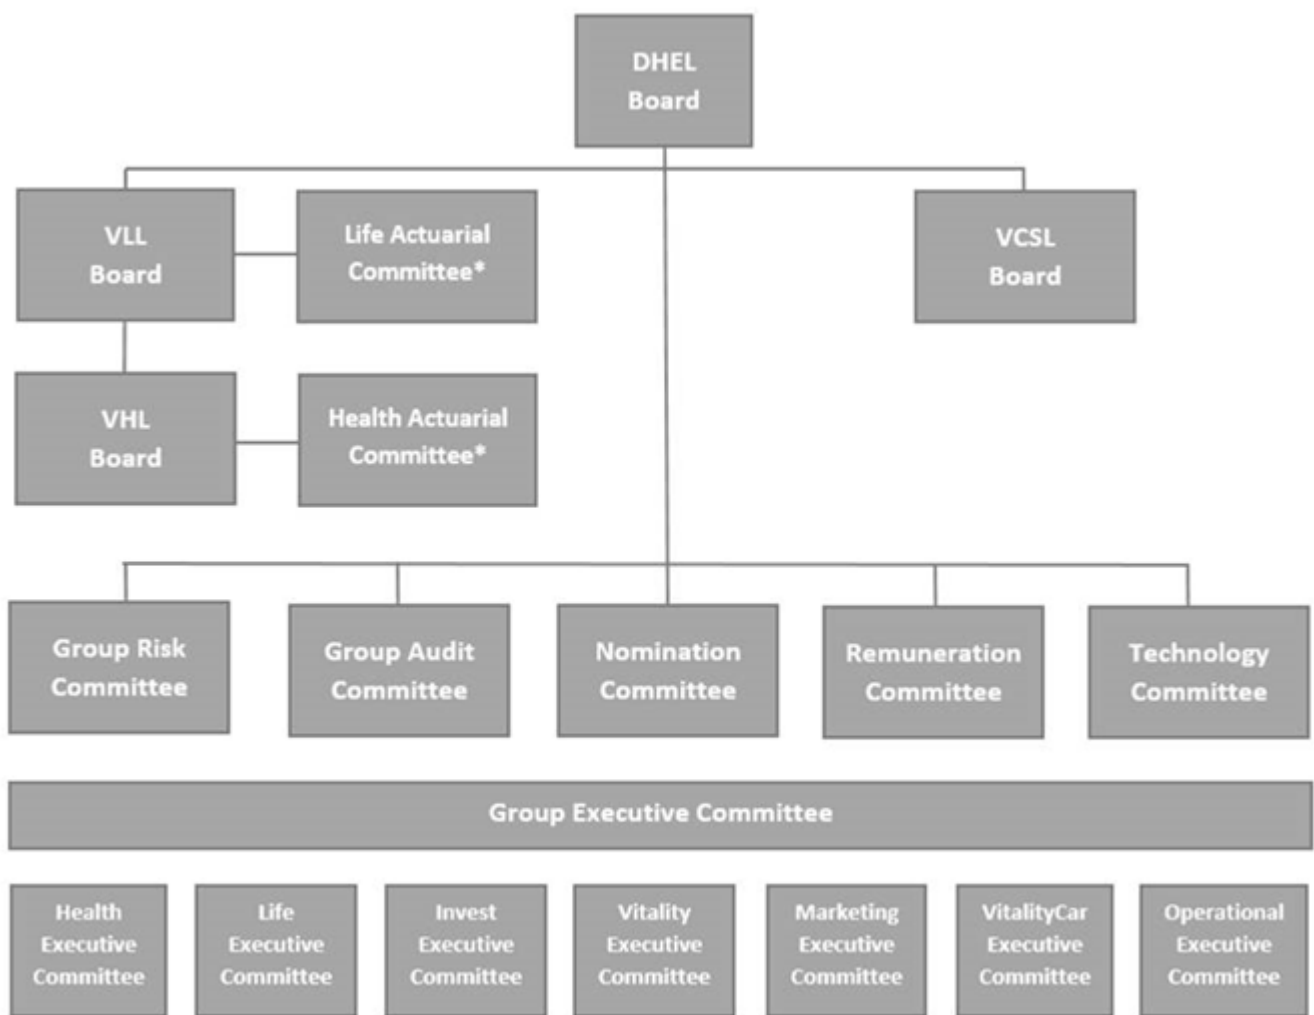 DHEL
Board
VLL
Board
Life Actuarial
Committee*
VCSL
Board
VHL
Board
Health Actuarial
Committee*
Group Risk
Committee
Group Audit
Committee
Nomination
Committee
Remuneration
Committee
Technology
Committee
Group Executive Committee
Health
Executive
Committee
Life
Executive
Committee
Invest
Executive
Committee
Vitality
Executive
Committee
Marketing
Executive
Committee
VitalityCar
Executive
Committee
Operational
Executive
Committee